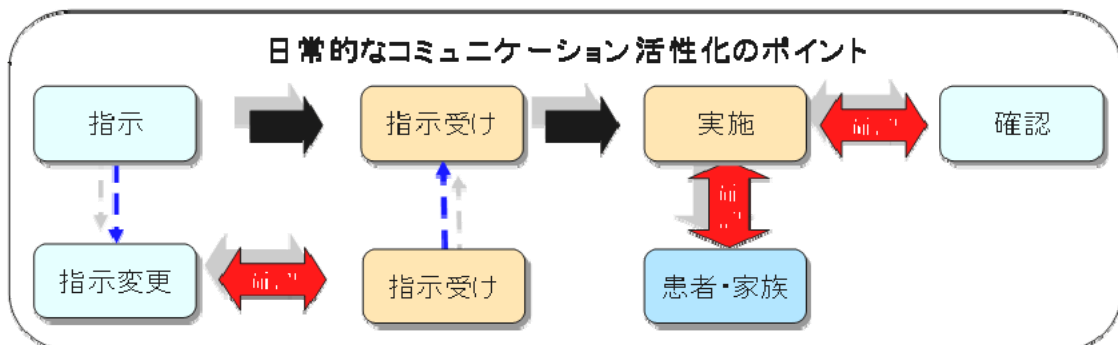 日常的なコミュニケーション活性化のポイント
指示
指示受け
実施
確認
指示変更
指示受け
患者・家族